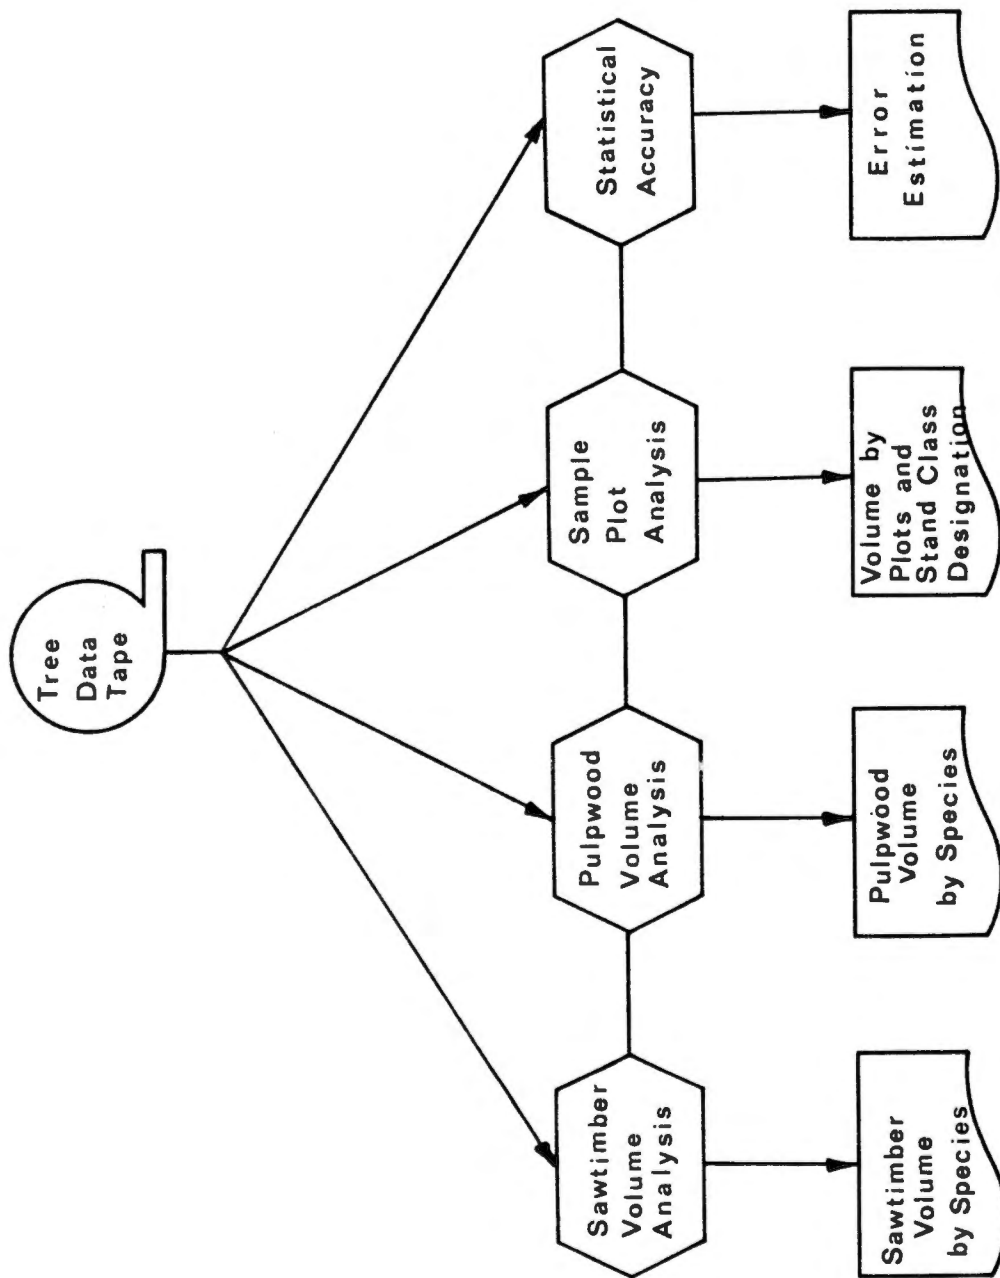 Tree
Data
Tape
Sawtimber
Volume
Analysis
Pulpwood
Volume
Analysis
Sample
Plot
Analysis
Statistical
Accuracy
Sawtimber
Volume
by Species
Pulpwood
Volume
by Species
Volume by
Plots and
Stand Class
Designation
Error
Estimation